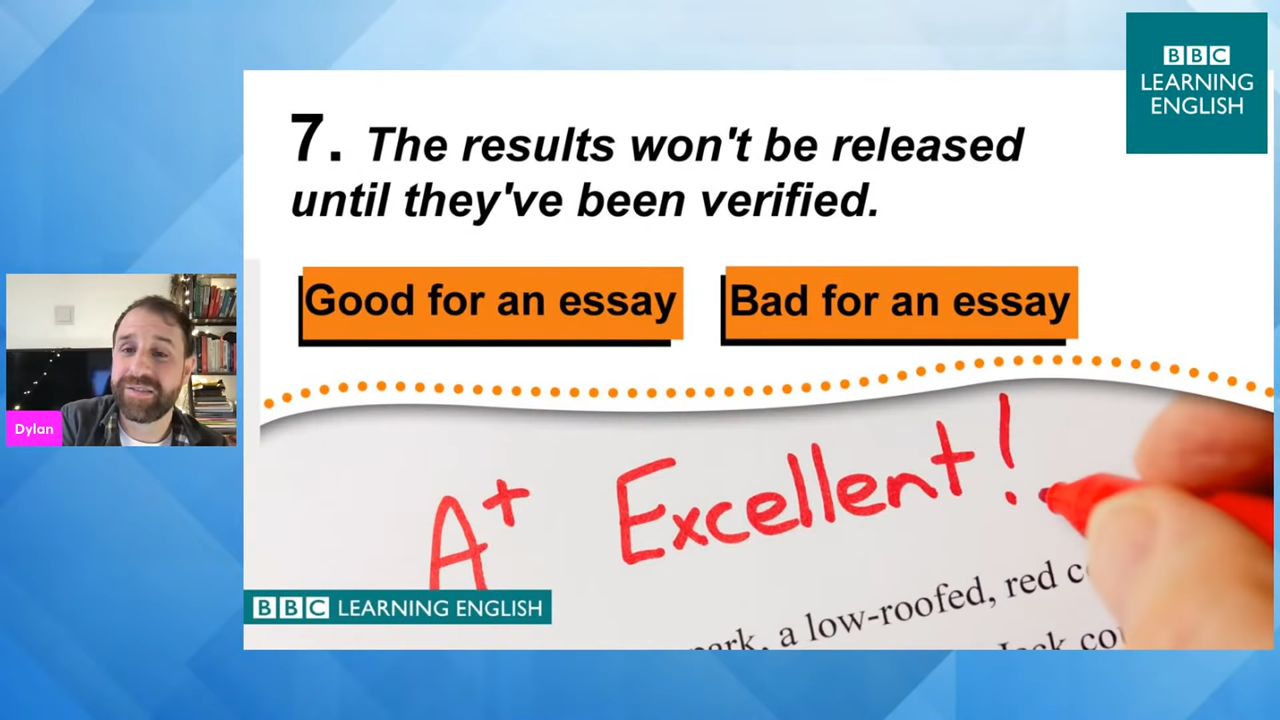 BBC
LEARNING
ENGLISH
7. The results won't be released
until they've been verified.
Good for an essay
Bad for an essay
Dylan
A+ Excellent!
a low-roofed, red
BBC LEARNING ENGLISH